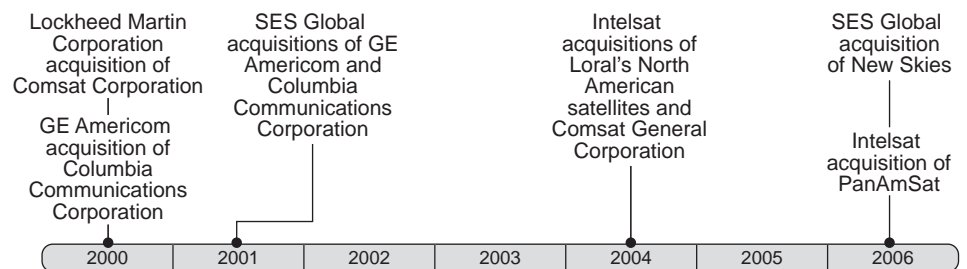 Lockheed Martin
Corporation
acquisition of
Comsat Corporation
GE Americom
acquisition of
Columbia
Communications
Corporation
SES Global
acquisitions of GE
Americom and
Columbia
Communications
Corporation
Intelsat
acquisitions of
Loral's North
American
satellites and
Comsat General
Corporation
SES Global
acquisition
of New Skies
Intelsat
acquisition of
PanAmSat
2000
2001
2002
2003
2004
2005
2006